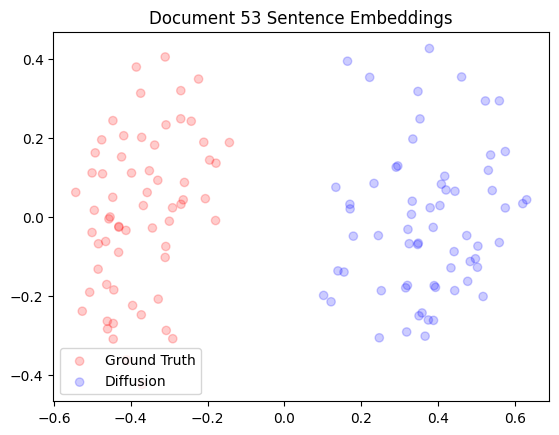 Document 53 Sentence Embeddings
0.4
0.2
0.0
−0.2
−0.4
Ground Truth
Diffusion
−0.6 −0.4 −0.2 0.0 0.2 0.4 0.6